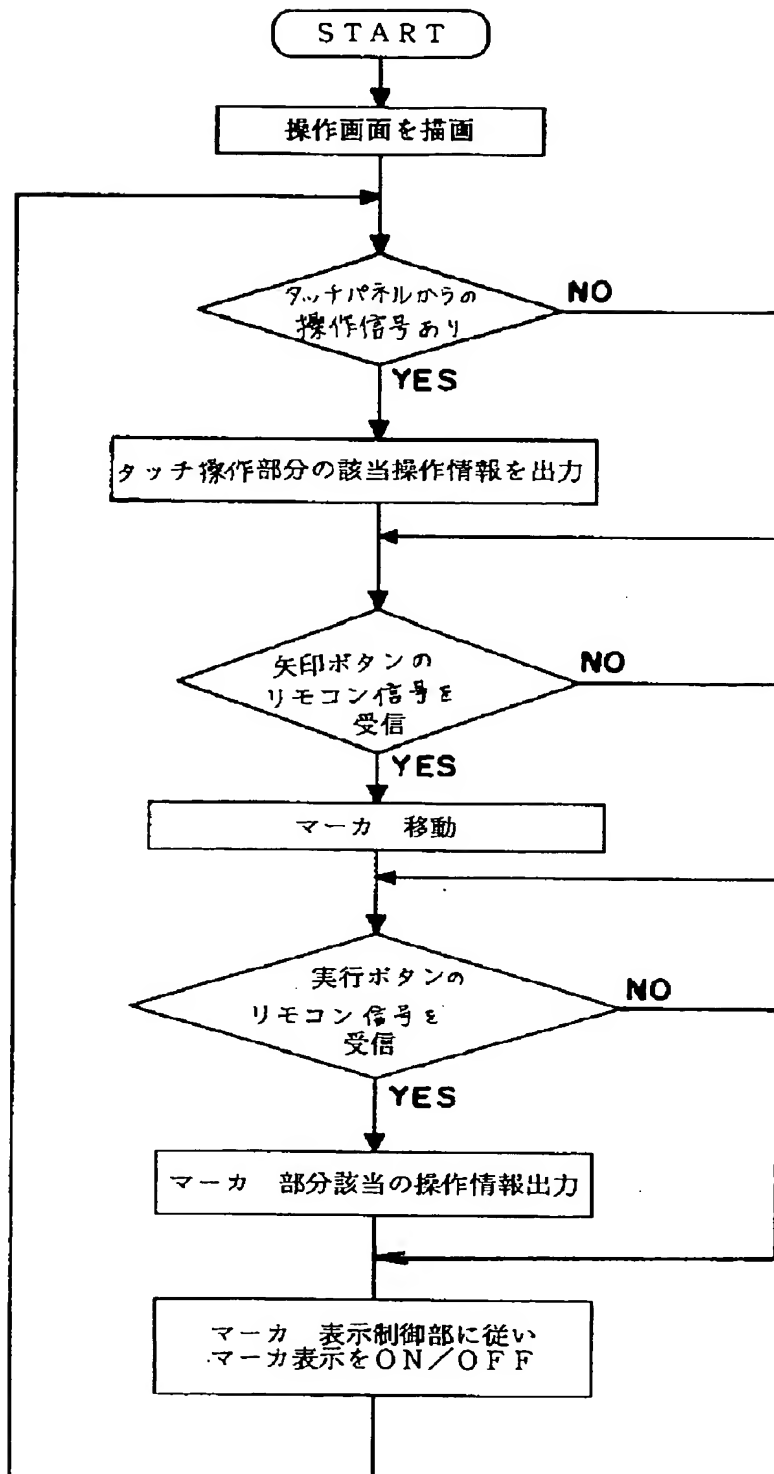 START
操作画面を描画
タッチパネルからの
操作信号あり
NO
YES
タッチ操作部分の該当操作情報を出力
矢印ボタンの
リモコン信号を
受信
NO
YES
マーカ 移動
実行ボタンの
リモコン信号を
受信
NO
YES
マーカ 部分該当の操作情報出力
マーカ 表示制御部に従い
マーカ表示をON/OFF